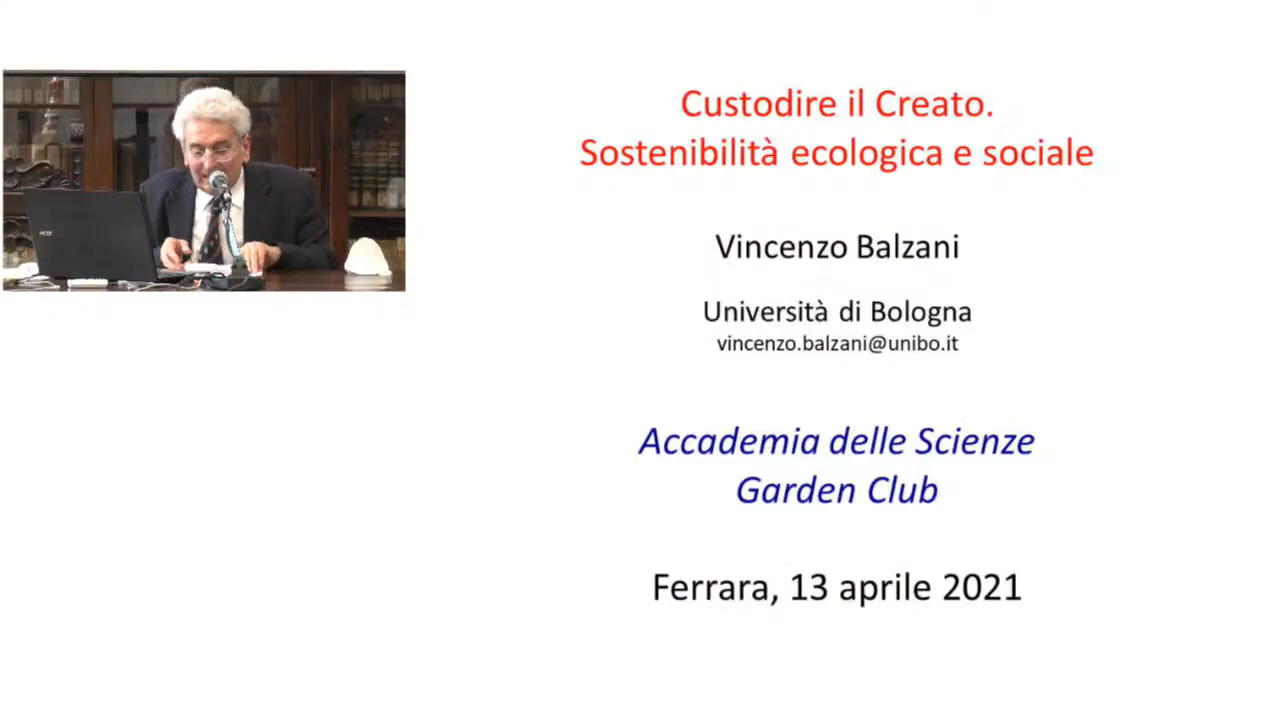 Custodire il Creato.
Sostenibilità ecologica e sociale
Vincenzo Balzani
Università di Bologna
vincenzo.balzani@unibo.it
Accademia delle Scienze
Garden Club
Ferrara, 13 aprile 2021
acer